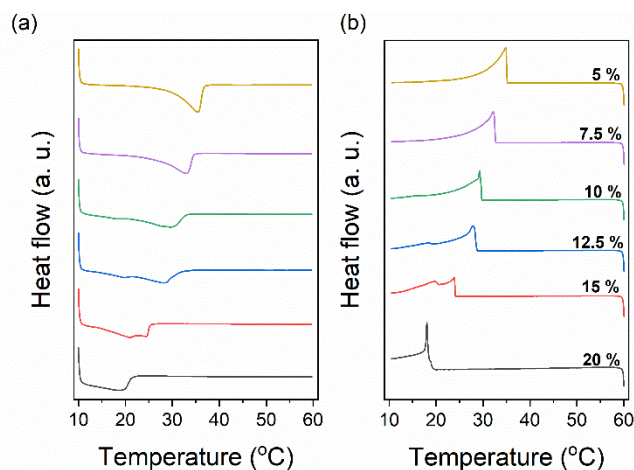 (a)
Heat flow (a. u.)
10 20 30 40 50 60
Temperature (°C)
(b)
Heat flow (a. u.)
5 %
7.5 %
10 %
12.5 %
15 %
20 %
10 20 30 40 50 60
Temperature (°C)